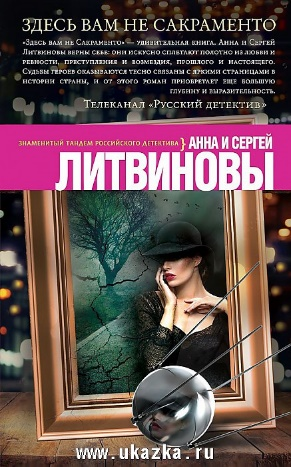 ЗДЕСЬ ВАМ НЕ САКРАМЕНТО
«Здесь вам не Сакраменто» — удивительная книга. Анна и Сергей
Литвиновы верны себе: они искусно сплетают полотно из любви и
ревности, преступления и возмездия, прошлого и настоящего.
Судьбы героев оказываются тесно связаны с яркими страницами в
истории страны, и от этого роман приобретает еще большую
глубину и выразительность.
Телеканал «Русский детектив»
ЗНАМЕНИТЫЙ ТАНДЕМ РОССИЙСКОГО ДЕТЕКТИВА } АННА И СЕРГЕЙ
ЛИТВИНОВЫ
www.ukazka.ru